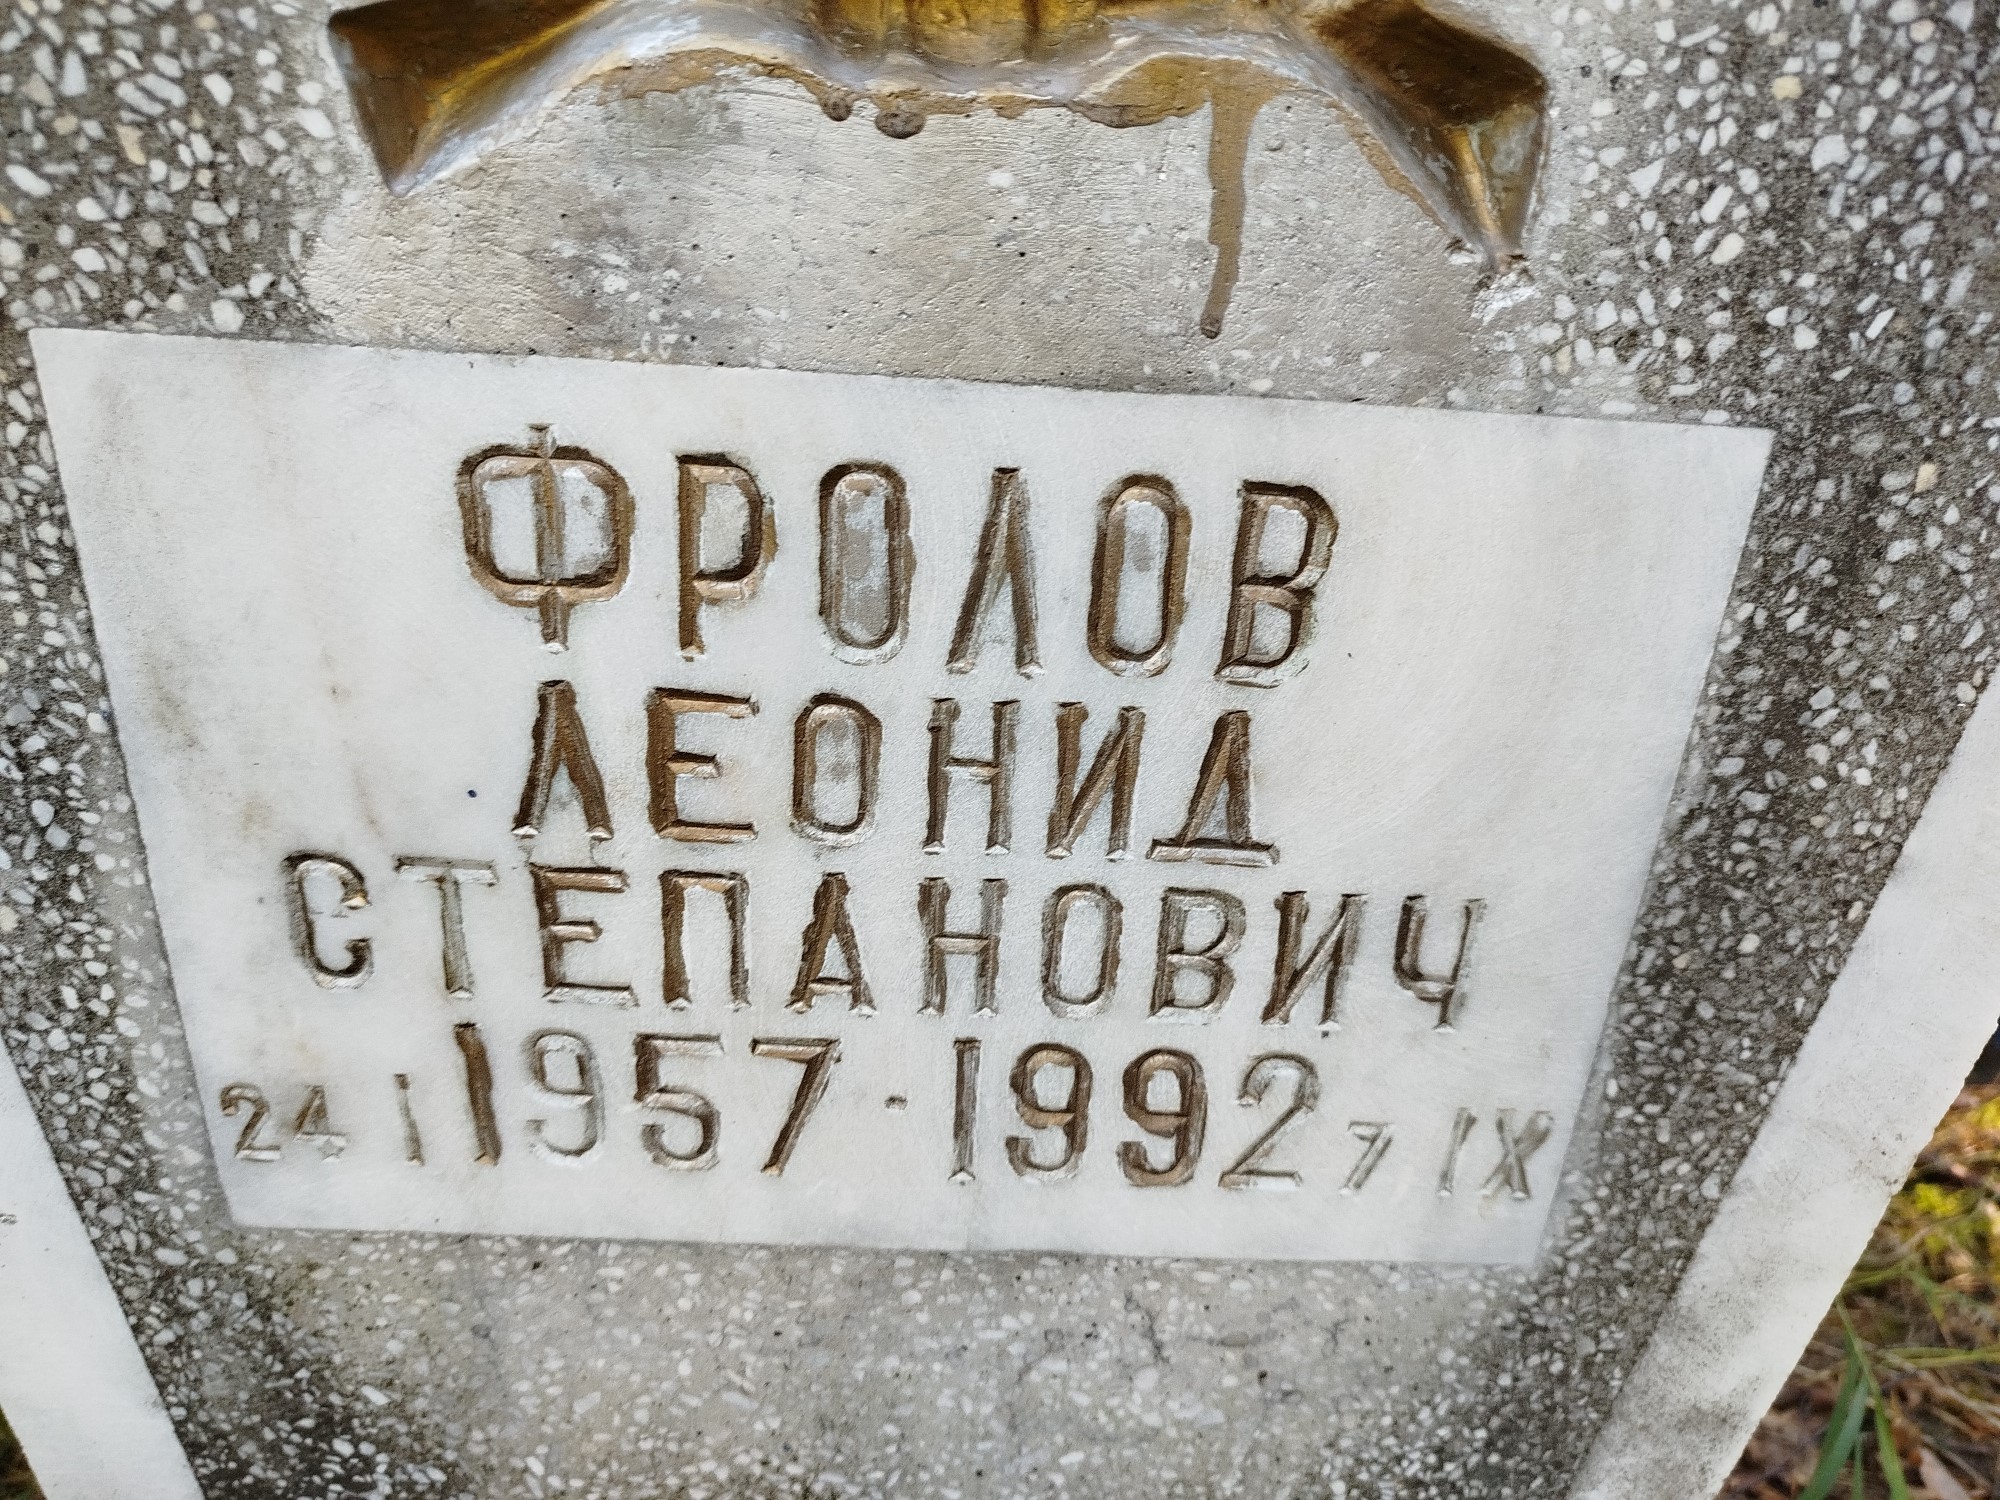 ФРОЛОВ
ЛЕОНИД
СТЕПАНОВИЧ
24 I 1957 · 1992 7 IX